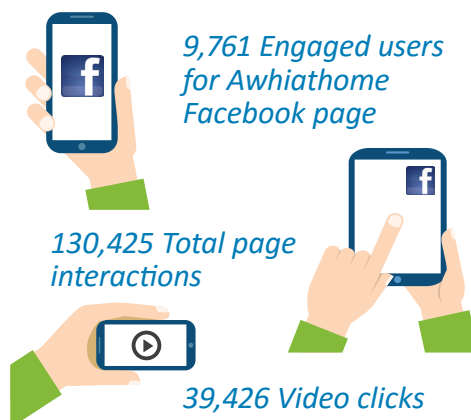 9,761 Engaged users
for Awhiathome
Facebook page
130,425 Total page
interactions
39,426 Video clicks